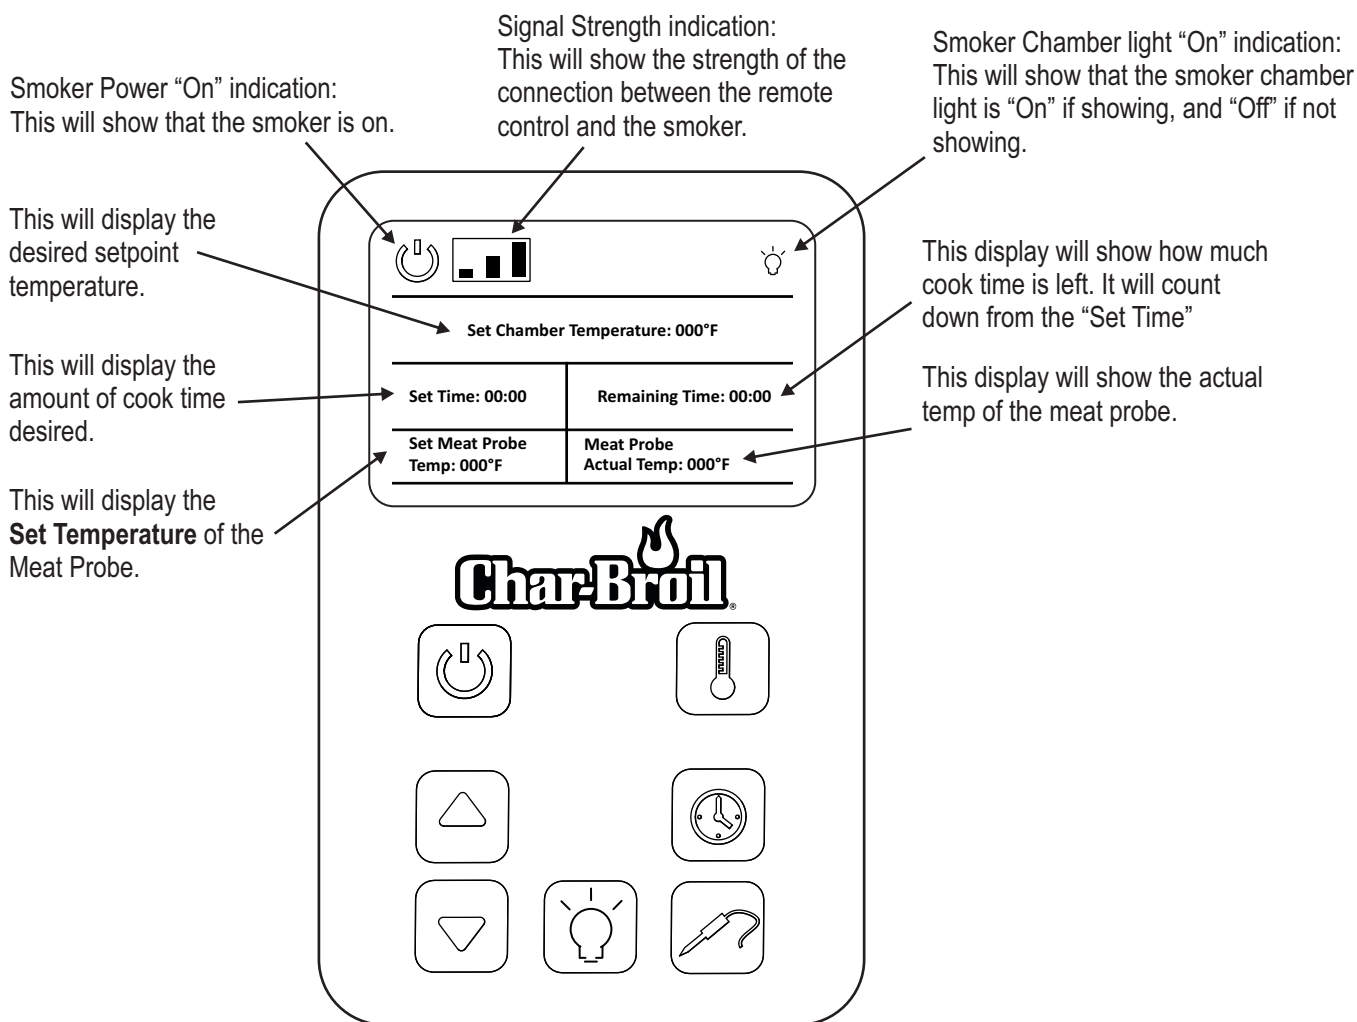 Signal Strength indication:
This will show the strength of the
connection between the remote
control and the smoker.
Smoker Chamber light “On” indication:
This will show that the smoker chamber
light is “On” if showing, and “Off” if not
showing.
Smoker Power “On” indication:
This will show that the smoker is on.
This will display the
desired setpoint
temperature.
This display will show how much
cook time is left. It will count
down from the “Set Time”
This will display the
amount of cook time
desired.
This display will show the actual
temp of the meat probe.
This will display the
Set Temperature of the
Meat Probe.
Set Chamber Temperature: 000°F
Set Time: 00:00
Remaining Time: 00:00
Set Meat Probe
Temp: 000°F
Meat Probe
Actual Temp: 000°F
Char-Broil®